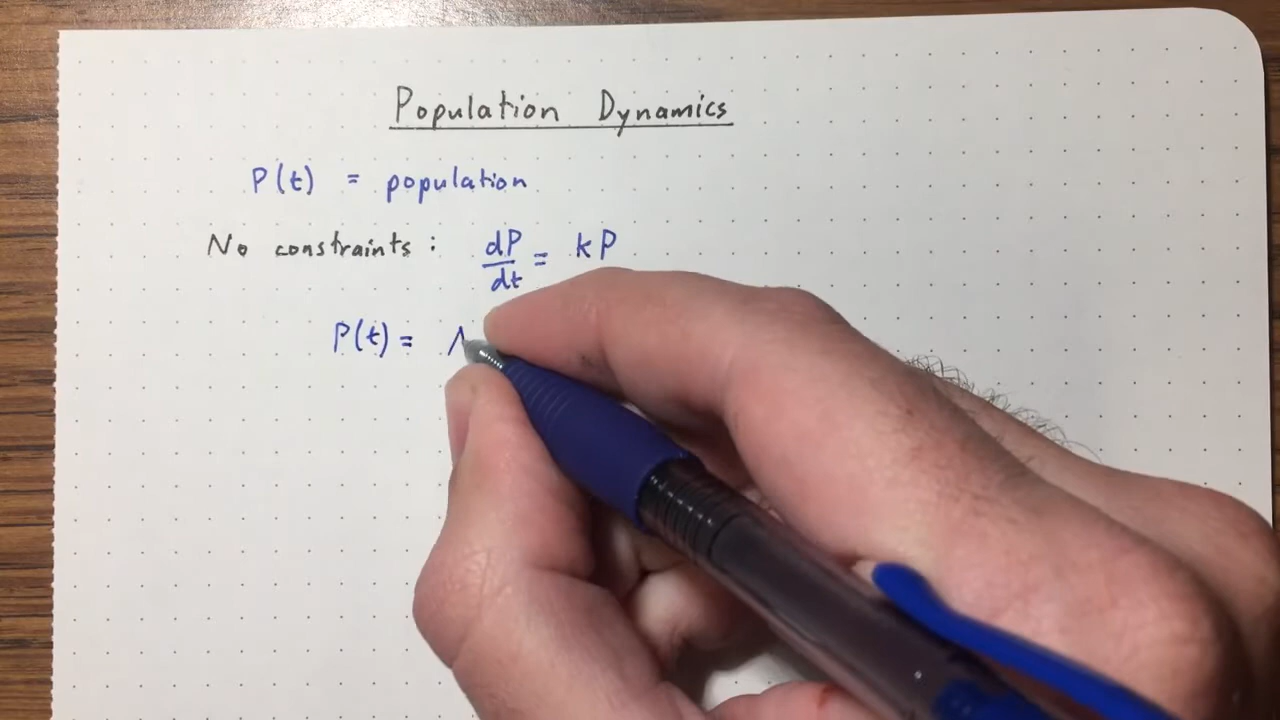 Population Dynamics
P(t) = population
No constraints : dP/dt = kP
P(t) =